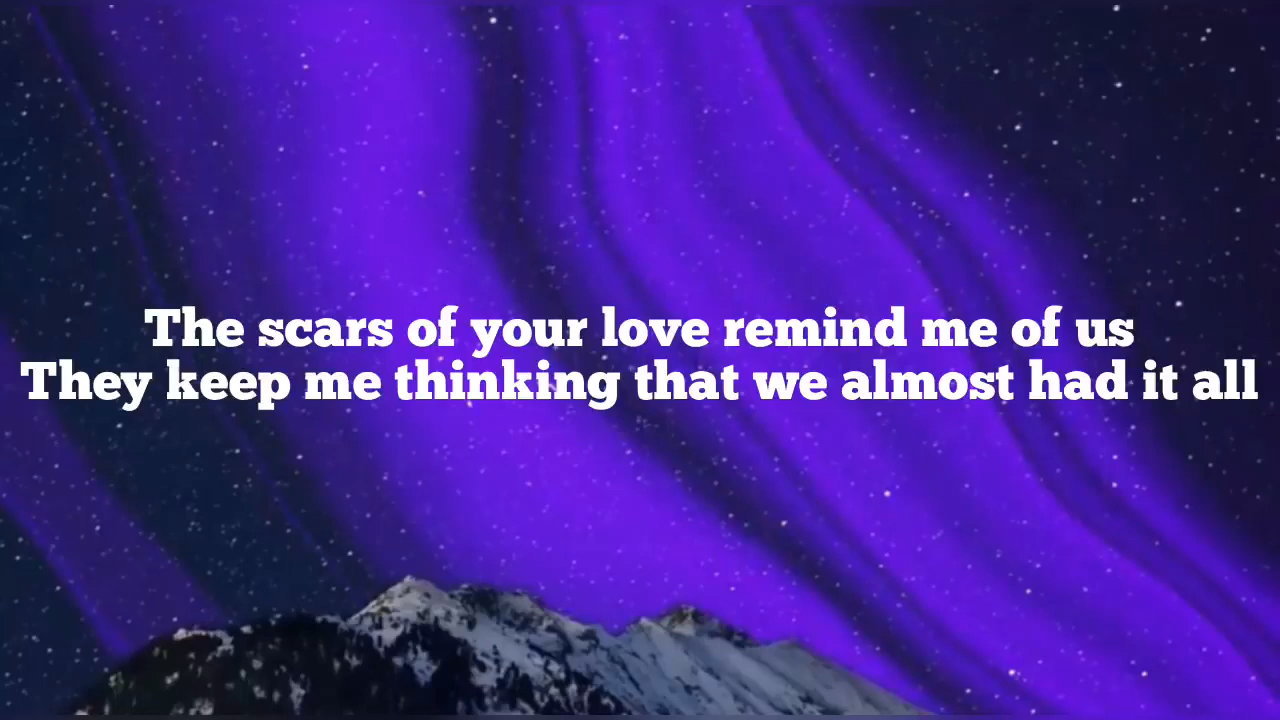 The scars of your love remind me of us
They keep me thinking that we almost had it all